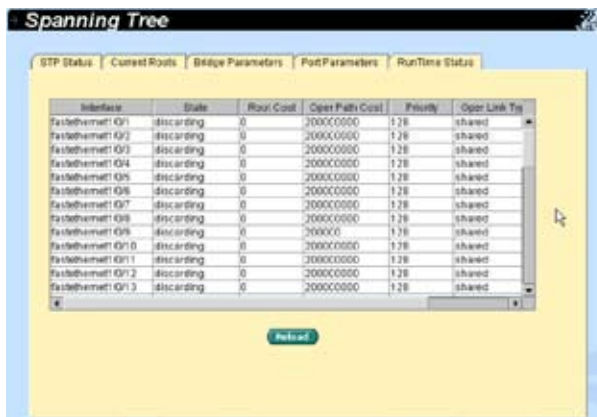 Spanning Tree
STP Status Current Roots Bridge Parameters Port Parameters RunTime Status
Interface State Root Cost Oper Path Cost Priority Oper Link Typ
fastethernet1/0/1 discarding 0 200000000 128 shared
fastethernet1/0/2 discarding 0 200000000 128 shared
fastethernet1/0/3 discarding 0 200000000 128 shared
fastethernet1/0/4 discarding 0 200000000 128 shared
fastethernet1/0/5 discarding 0 200000000 128 shared
fastethernet1/0/6 discarding 0 200000000 128 shared
fastethernet1/0/7 discarding 0 200000000 128 shared
fastethernet1/0/8 discarding 0 200000000 128 shared
fastethernet1/0/9 discarding 0 200000 128 shared
fastethernet1/0/10 discarding 0 200000000 128 shared
fastethernet1/0/11 discarding 0 200000000 128 shared
fastethernet1/0/12 discarding 0 200000000 128 shared
fastethernet1/0/13 discarding 0 200000000 128 shared
Reload